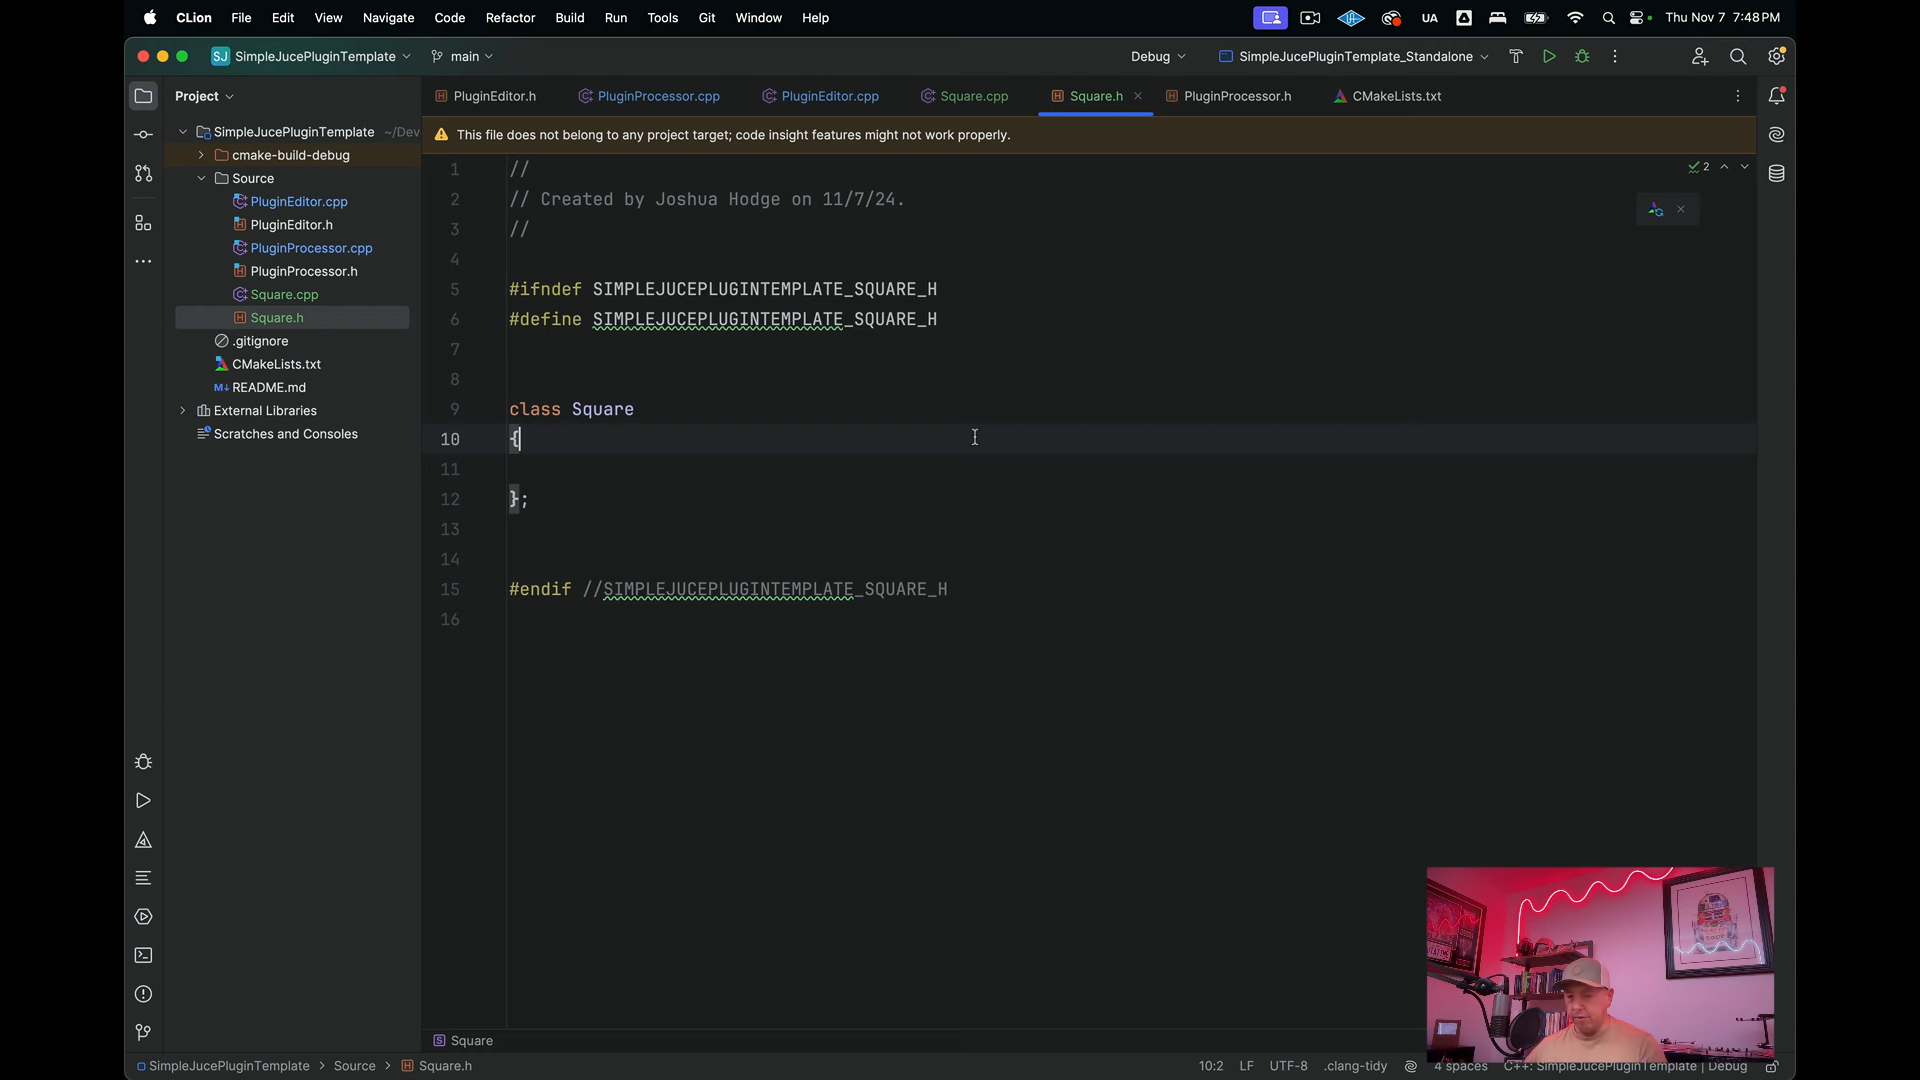 CLion File Edit View Navigate Code Refactor Build Run Tools Git Window Help UA Thu Nov 7 7:48 PM
SJ SimpleJucePluginTemplate main Debug SimpleJucePluginTemplate_Standalone
Project PluginEditor.h PluginProcessor.cpp PluginEditor.cpp Square.cpp Square.h PluginProcessor.h CMakeLists.txt
This file does not belong to any project target; code insight features might not work properly.
SimpleJucePluginTemplate ~/Dev
cmake-build-debug
Source
PluginEditor.cpp
PluginEditor.h
PluginProcessor.cpp
PluginProcessor.h
Square.cpp
Square.h
.gitignore
CMakeLists.txt
README.md
External Libraries
Scratches and Consoles
2
1 //
2 // Created by Joshua Hodge on 11/7/24.
3 //
4
5 #ifndef SIMPLEJUCEPLUGINTEMPLATE_SQUARE_H
6 #define SIMPLEJUCEPLUGINTEMPLATE_SQUARE_H
7
8
9 class Square
10 {
11
12 };
13
14
15 #endif //SIMPLEJUCEPLUGINTEMPLATE_SQUARE_H
16
S Square
SimpleJucePluginTemplate Source Square.h 10:2 LF UTF-8 .clang-tidy 4 spaces C++: SimpleJucePluginTemplate | Debug